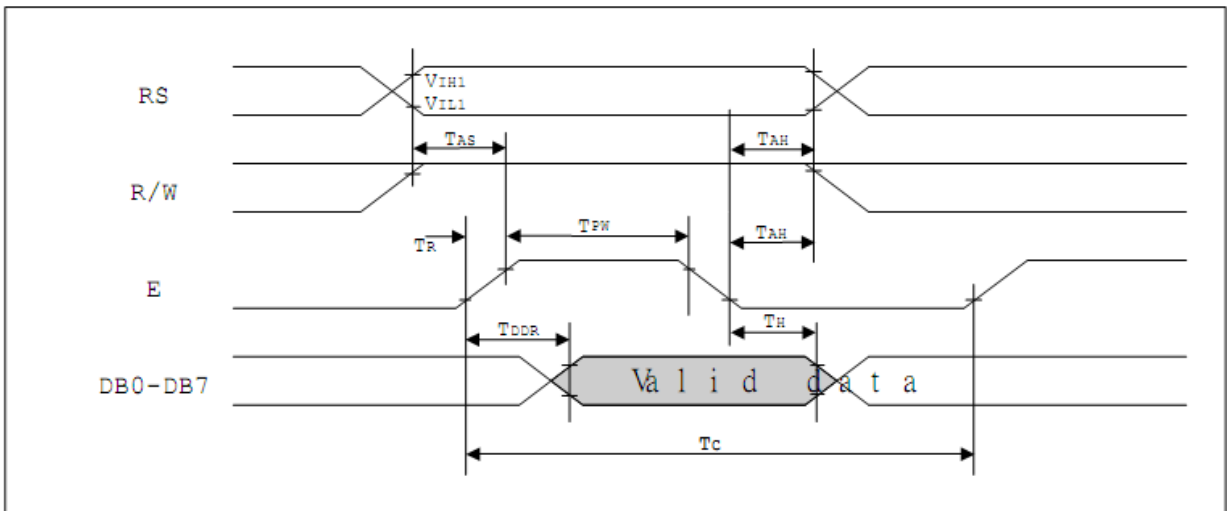 RS
VIH1
VIL1
TAS
TAH
R/W
TPW
TR
TAH
E
TDDR
TH
DB0-DB7
Valid data
TC